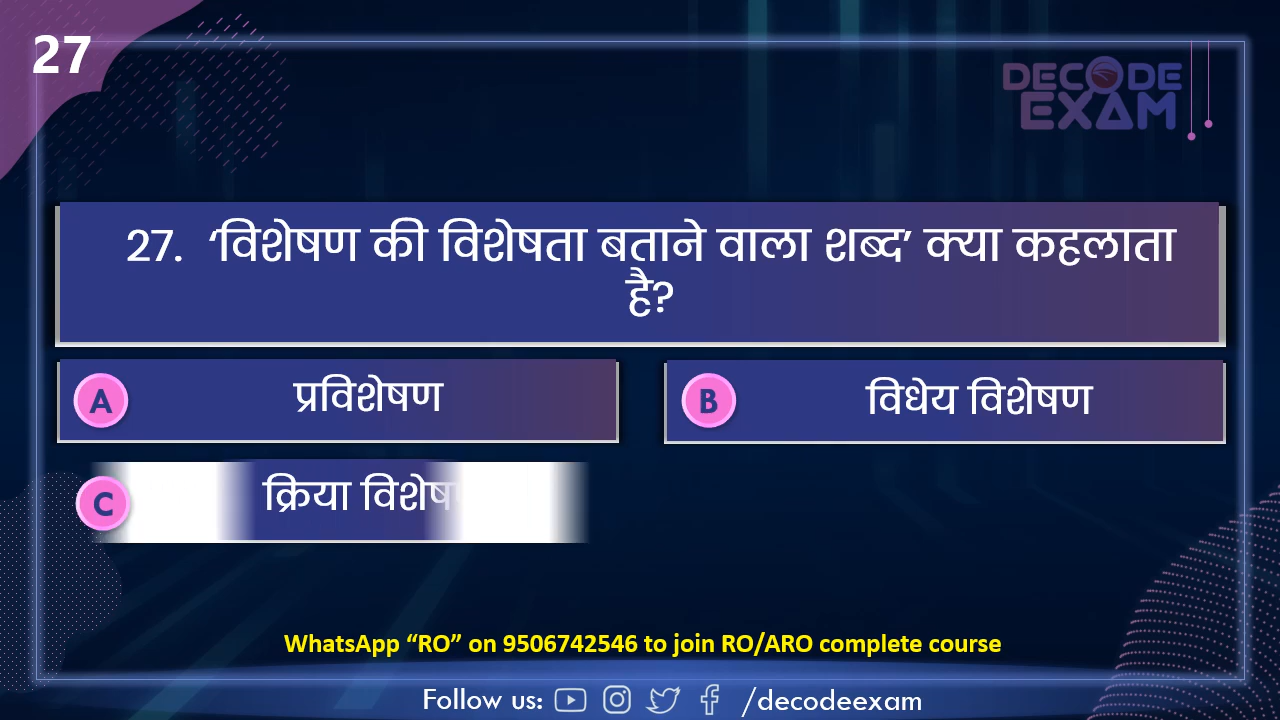 27
DECODE
EXAM
27. ‘विशेषण की विशेषता बताने वाला शब्द’ क्या कहलाता
है?
A प्रविशेषण
B विधेय विशेषण
C क्रिया
WhatsApp “RO” on 9506742546 to join RO/ARO complete course
Follow us: /decodeexam